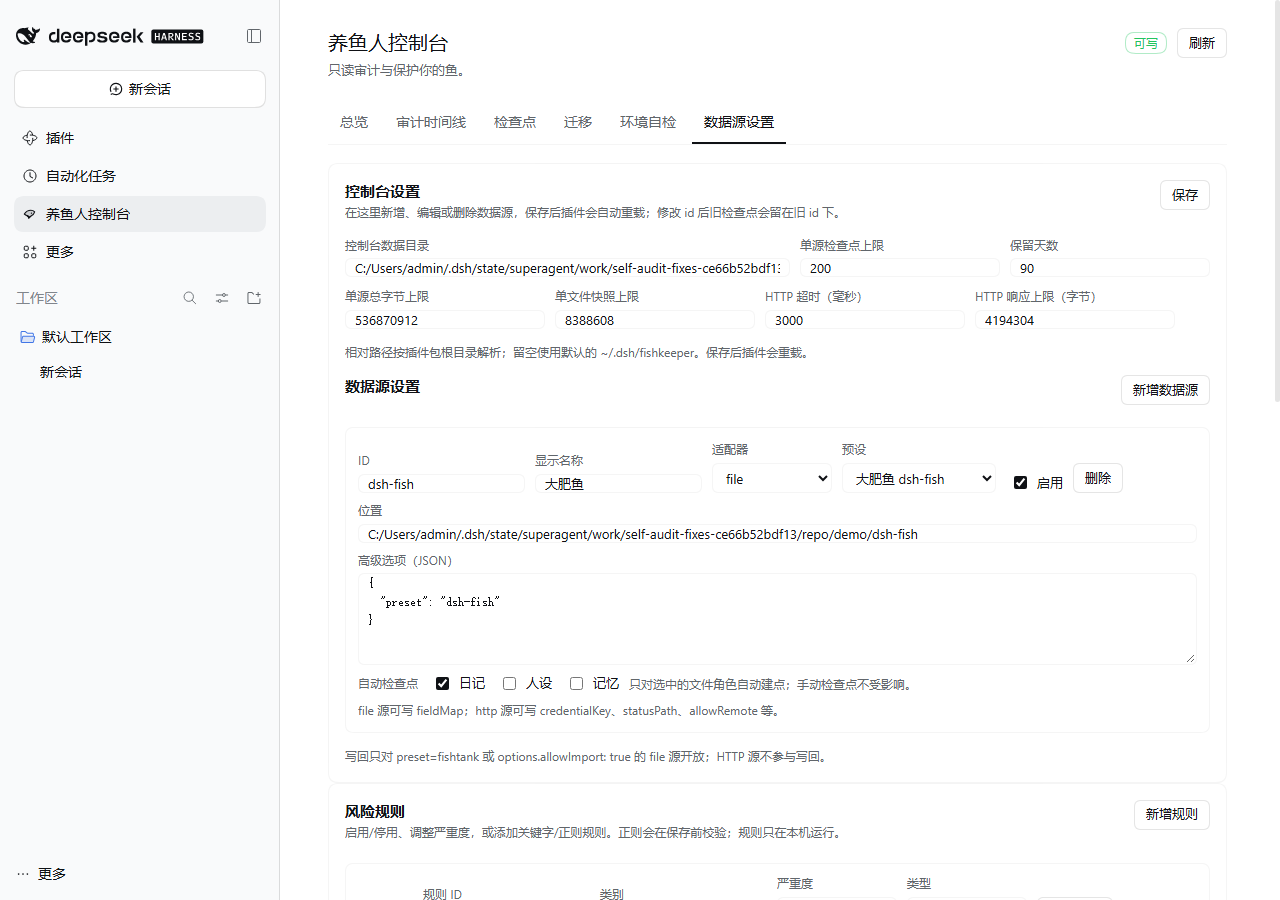 deepseek HARNESS
新会话
插件
自动化任务
养鱼人控制台
更多
工作区
默认工作区
新会话
更多
养鱼人控制台
可写
刷新
只读审计与保护你的鱼。
总览 审计时间线 检查点 迁移 环境自检 数据源设置
控制台设置
保存
在这里新增、编辑或删除数据源，保存后插件会自动重载；修改 id 后旧检查点会留在旧 id 下。
控制台数据目录 单源检查点上限 保留天数
C:/Users/admin/.dsh/state/superagent/work/self-audit-fixes-ce66b52bdf13 200 90
单源总字节上限 单文件快照上限 HTTP 超时（毫秒） HTTP 响应上限（字节）
536870912 8388608 3000 4194304
相对路径按插件包根目录解析；留空使用默认的 ~/.dsh/fishkeeper。保存后插件会重载。
数据源设置
新增数据源
ID 显示名称 适配器 预设
dsh-fish 大肥鱼 file 大肥鱼 dsh-fish 启用 删除
位置
C:/Users/admin/.dsh/state/superagent/work/self-audit-fixes-ce66b52bdf13/repo/demo/dsh-fish
高级选项（JSON）
{
"preset": "dsh-fish"
}
自动检查点 日记 人设 记忆 只对选中的文件角色自动建点；手动检查点不受影响。
file 源可写 fieldMap；http 源可写 credentialKey、statusPath、allowRemote 等。
写回只对 preset=fishtank 或 options.allowImport: true 的 file 源开放；HTTP 源不参与写回。
风险规则
新增规则
启用/停用、调整严重度，或添加关键字/正则规则。正则会在保存前校验；规则只在本机运行。
规则 ID 类别 严重度 类型